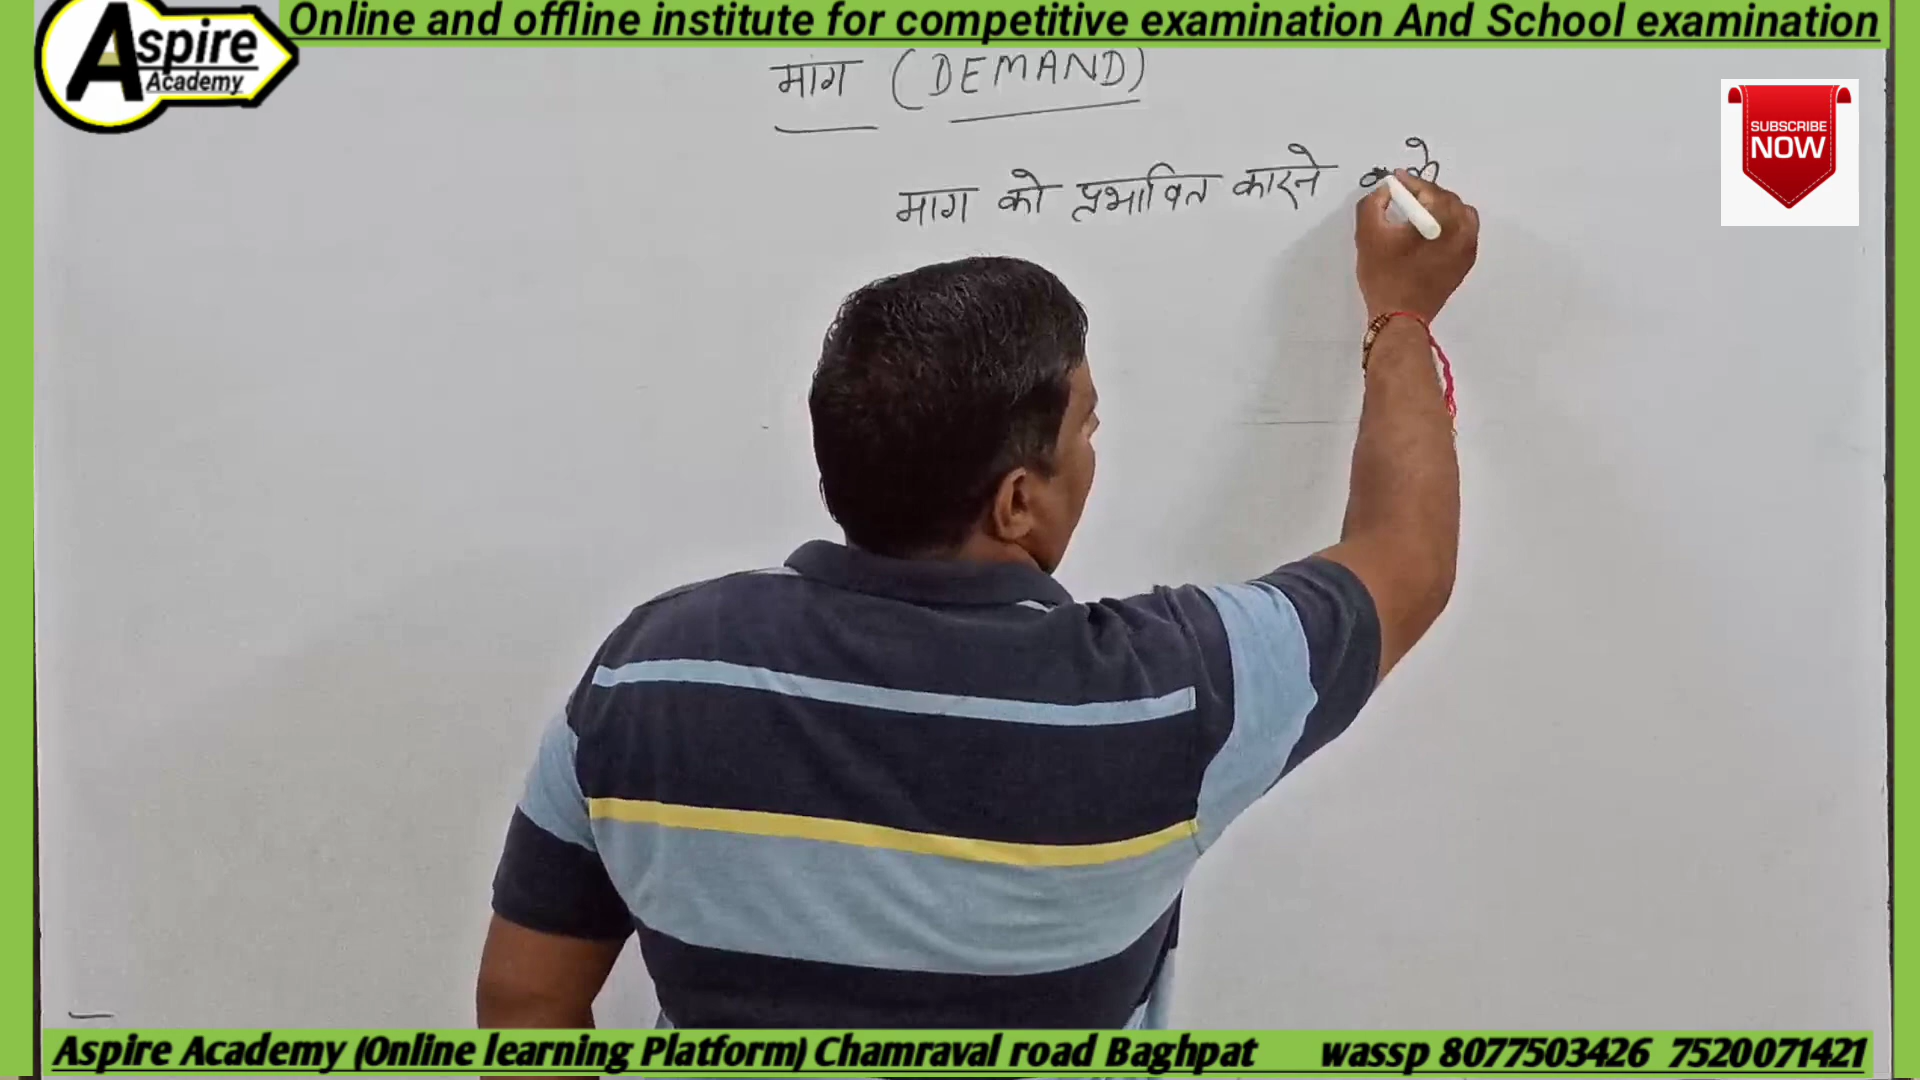 Online and offline institute for competitive examination And School examination
Aspire
Academy
मांग (DEMAND)
SUBSCRIBE
NOW
माग को प्रभावित कारने
Aspire Academy (Online learning Platform) Chamraval road Baghpat wassp 8077503426 7520071421